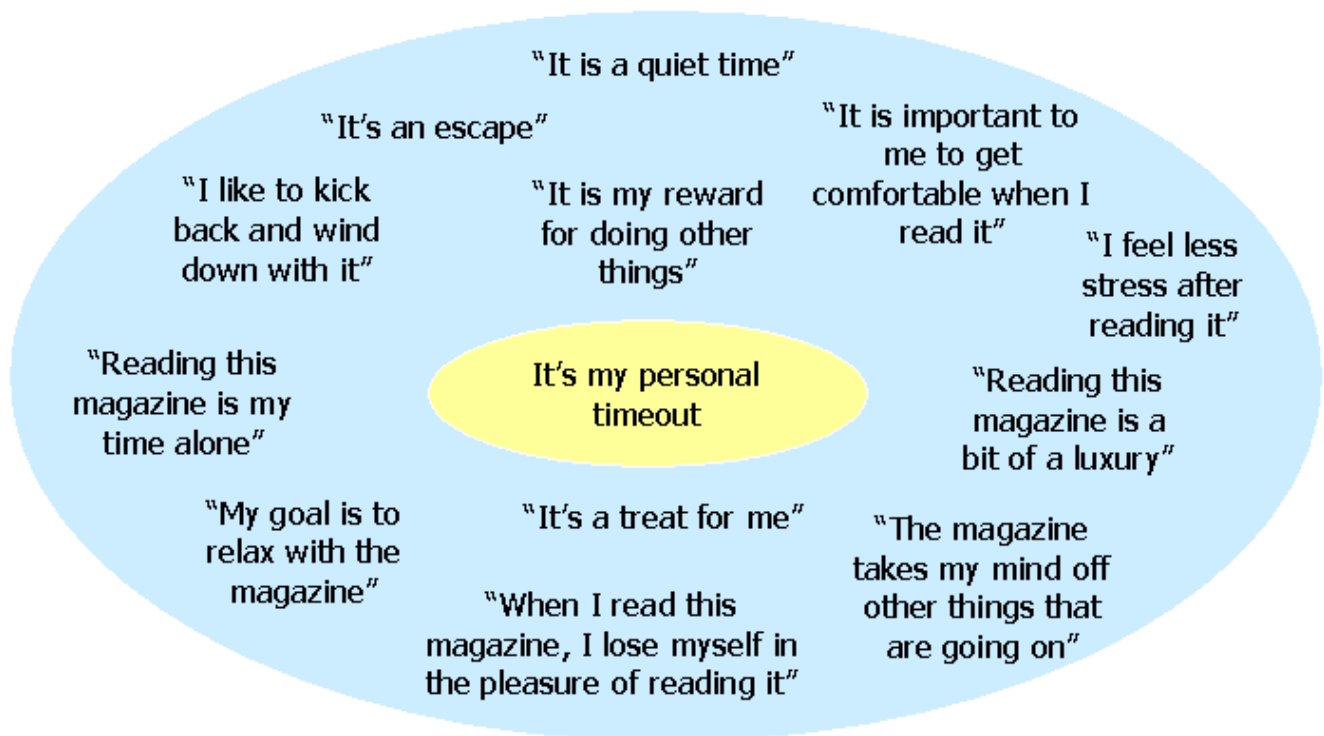 “It is a quiet time”
“It’s an escape”
“It is important to
me to get
comfortable when I
read it”
“I like to kick
back and wind
down with it”
“It is my reward
for doing other
things”
“I feel less
stress after
reading it”
“Reading this
magazine is my
time alone”
It’s my personal
timeout
“Reading this
magazine is a
bit of a luxury”
“My goal is to
relax with the
magazine”
“It’s a treat for me”
“The magazine
takes my mind off
other things that
are going on”
“When I read this
magazine, I lose myself in
the pleasure of reading it”